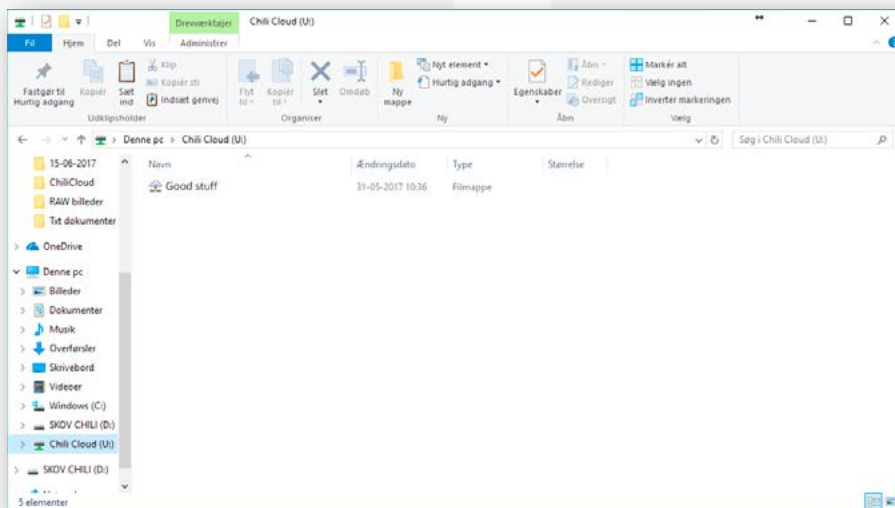 Drevværktøjer Chili Cloud (U:)
Fil Hjem Del Vis Administrer
Fastgør til Hurtig adgang
Kopiér
Sæt ind
Klip
Kopiér sti
Indsæt genvej
Udklipsholder
Flyt til
Kopiér til
Slet
Omdøb
Organiser
Ny mappe
Nyt element
Hurtig adgang
Ny
Egenskaber
Åbn
Rediger
Oversigt
Åbn
Markér alt
Vælg ingen
Inverter markeringen
Vælg
Denne pc > Chili Cloud (U:)
Søg i Chili Cloud (U:)
Navn Ændringsdato Type Størrelse
Good stuff 31-05-2017 10:36 Filmappe
15-06-2017
ChiliCloud
RAW billeder
Txt dokumenter
OneDrive
Denne pc
Billeder
Dokumenter
Musik
Overførsler
Skrivebord
Videoer
Windows (C:)
SKOV CHILI (D:)
Chili Cloud (U:)
SKOV CHILI (D:)
5 elementer